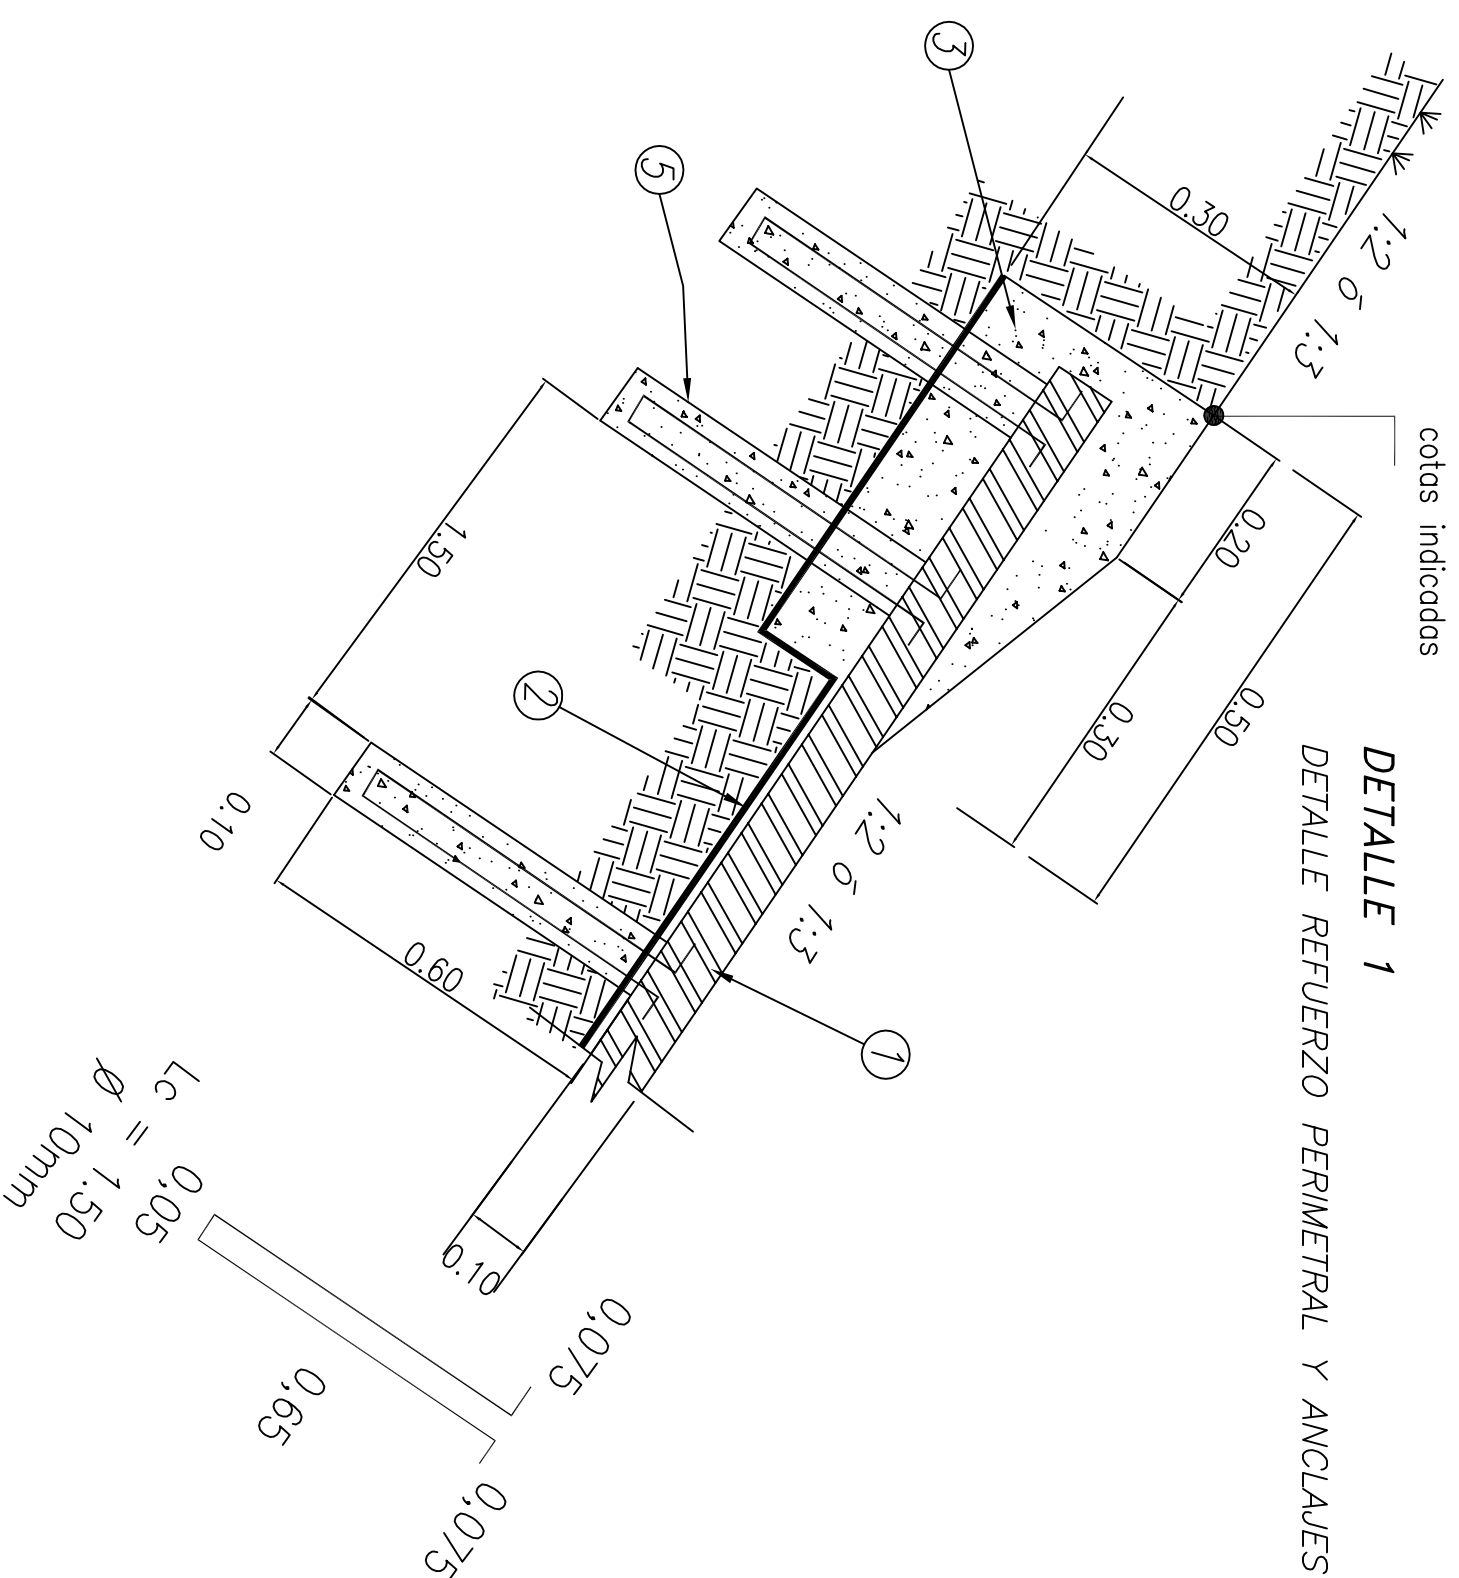 DETALLE 1
DETALLE REFUERZO PERIMETRAL Y ANCLAJES
cotas indicadas
1:2 ó 1:3
0.30
0.20
0.50
0.30
3
5
1.50
2
1:2 ó 1:3
1
0.10
0.60
0.10
0,075
0,65
0,075
Lc = 0,05
1.50
Ø 10mm